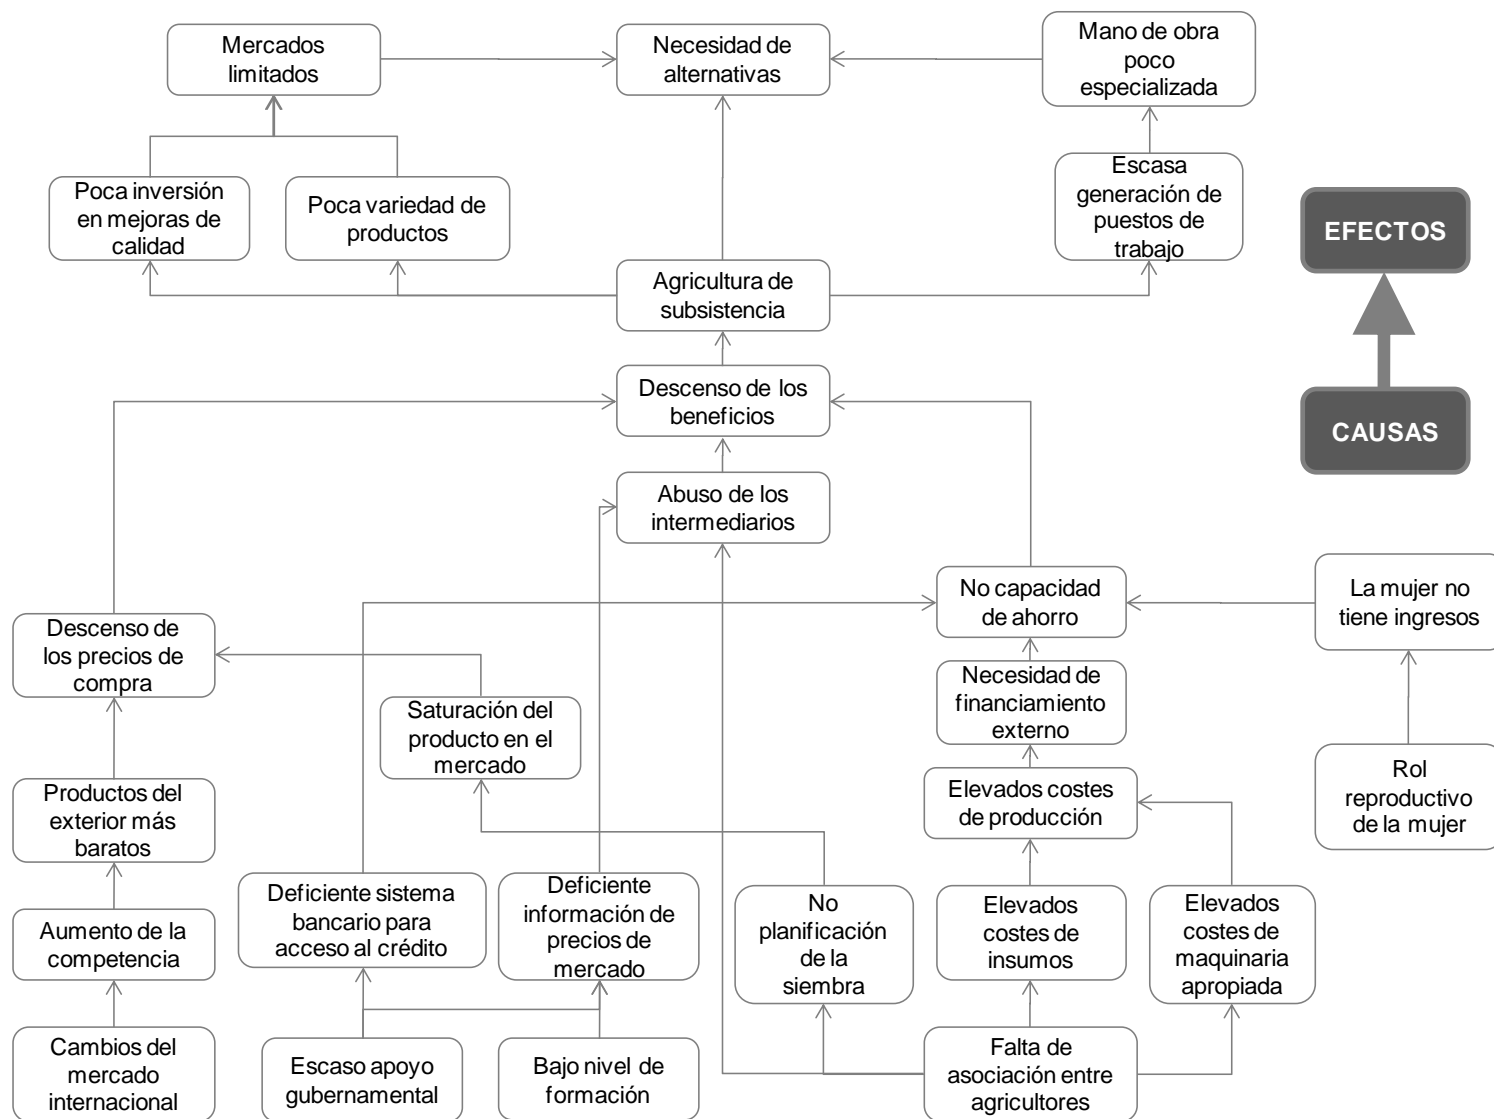 Mercados
limitados
Necesidad de
alternativas
Mano de obra
poco
especializada
Poca inversión
en mejoras de
calidad
Poca variedad de
productos
Escasa
generación de
puestos de
trabajo
EFECTOS
Agricultura de
subsistencia
Descenso de los
beneficios
CAUSAS
Abuso de los
intermediarios
No capacidad
de ahorro
La mujer no
tiene ingresos
Descenso de
los precios de
compra
Necesidad de
financiamiento
externo
Saturación del
producto en el
mercado
Productos del
exterior más
baratos
Elevados costes
de producción
Rol
reproductivo
de la mujer
Deficiente sistema
bancario para
acceso al crédito
Deficiente
información de
precios de
mercado
No
planificación
de la
siembra
Elevados
costes de
insumos
Elevados
costes de
maquinaria
apropiada
Aumento de la
competencia
Cambios del
mercado
internacional
Escaso apoyo
gubernamental
Bajo nivel de
formación
Falta de
asociación entre
agricultores